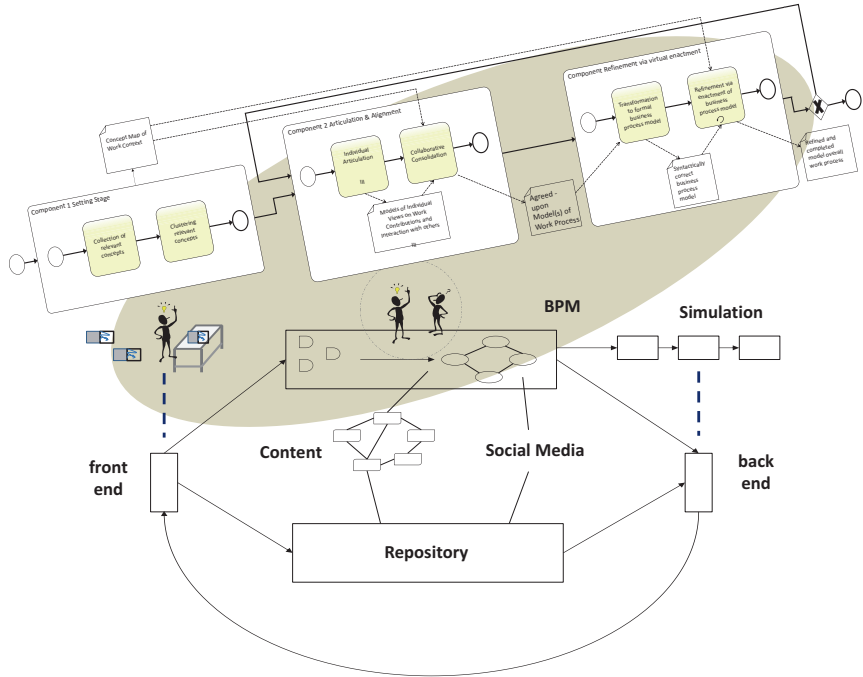 Component Refinement via virtual enactment
Transformation
to formal
business
process model
Refinement via
enactment of
business
process model
X
Refined and
completed
model overall
work
process
Syntactically
correct
business
process
model
Component 2 Articulation & Alignment
Individual
Articulation
Collaborative
Consolidation
Models of Individual
Views on Work
Contributions and
Interaction with others
Agreed -
upon
Model(s) of
Work Process
Concept Map of
Work Context
Component 1 Setting Stage
Collection of
relevant
concepts
Clustering
relevant
concepts
BPM
Simulation
Content
Social Media
front
end
back
end
Repository